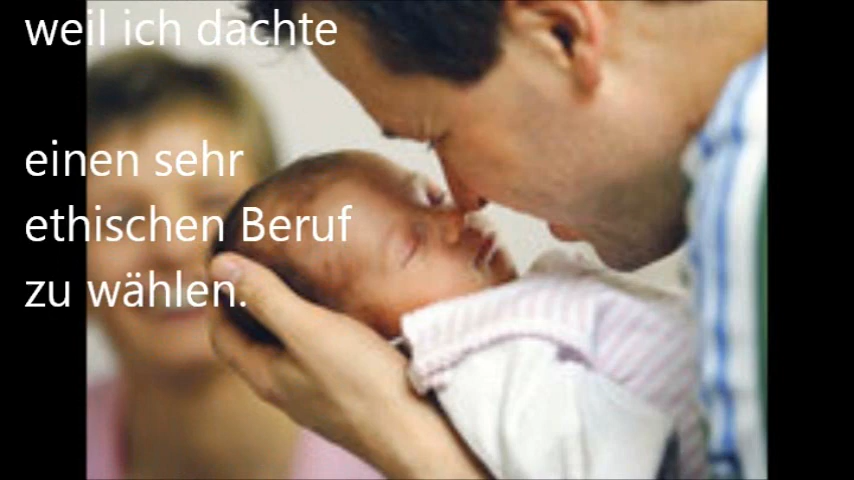 weil ich dachte
einen sehr
ethischen Beruf
zu wählen.